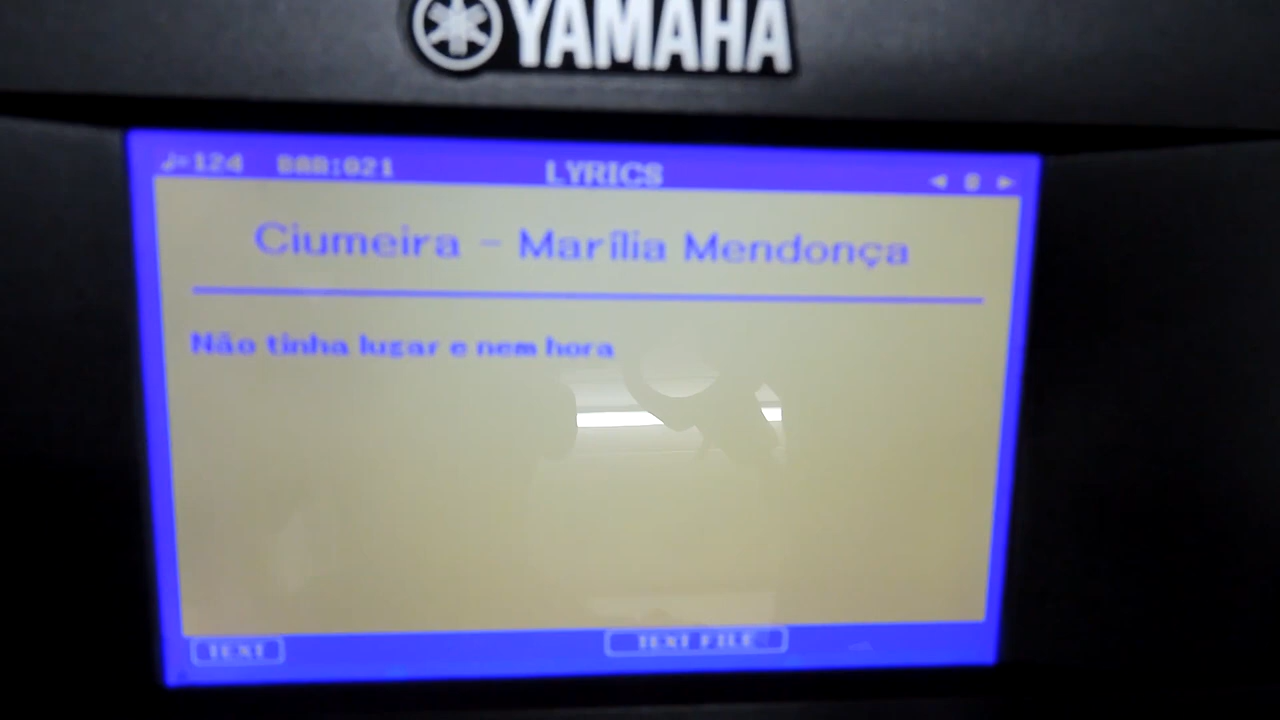 YAMAHA
♩=124 BAR:021 LYRICS ◄ 8 ►
Ciumeira - Marília Mendonça
Não tinha lugar e nem hora
TEXT TEXT FILE